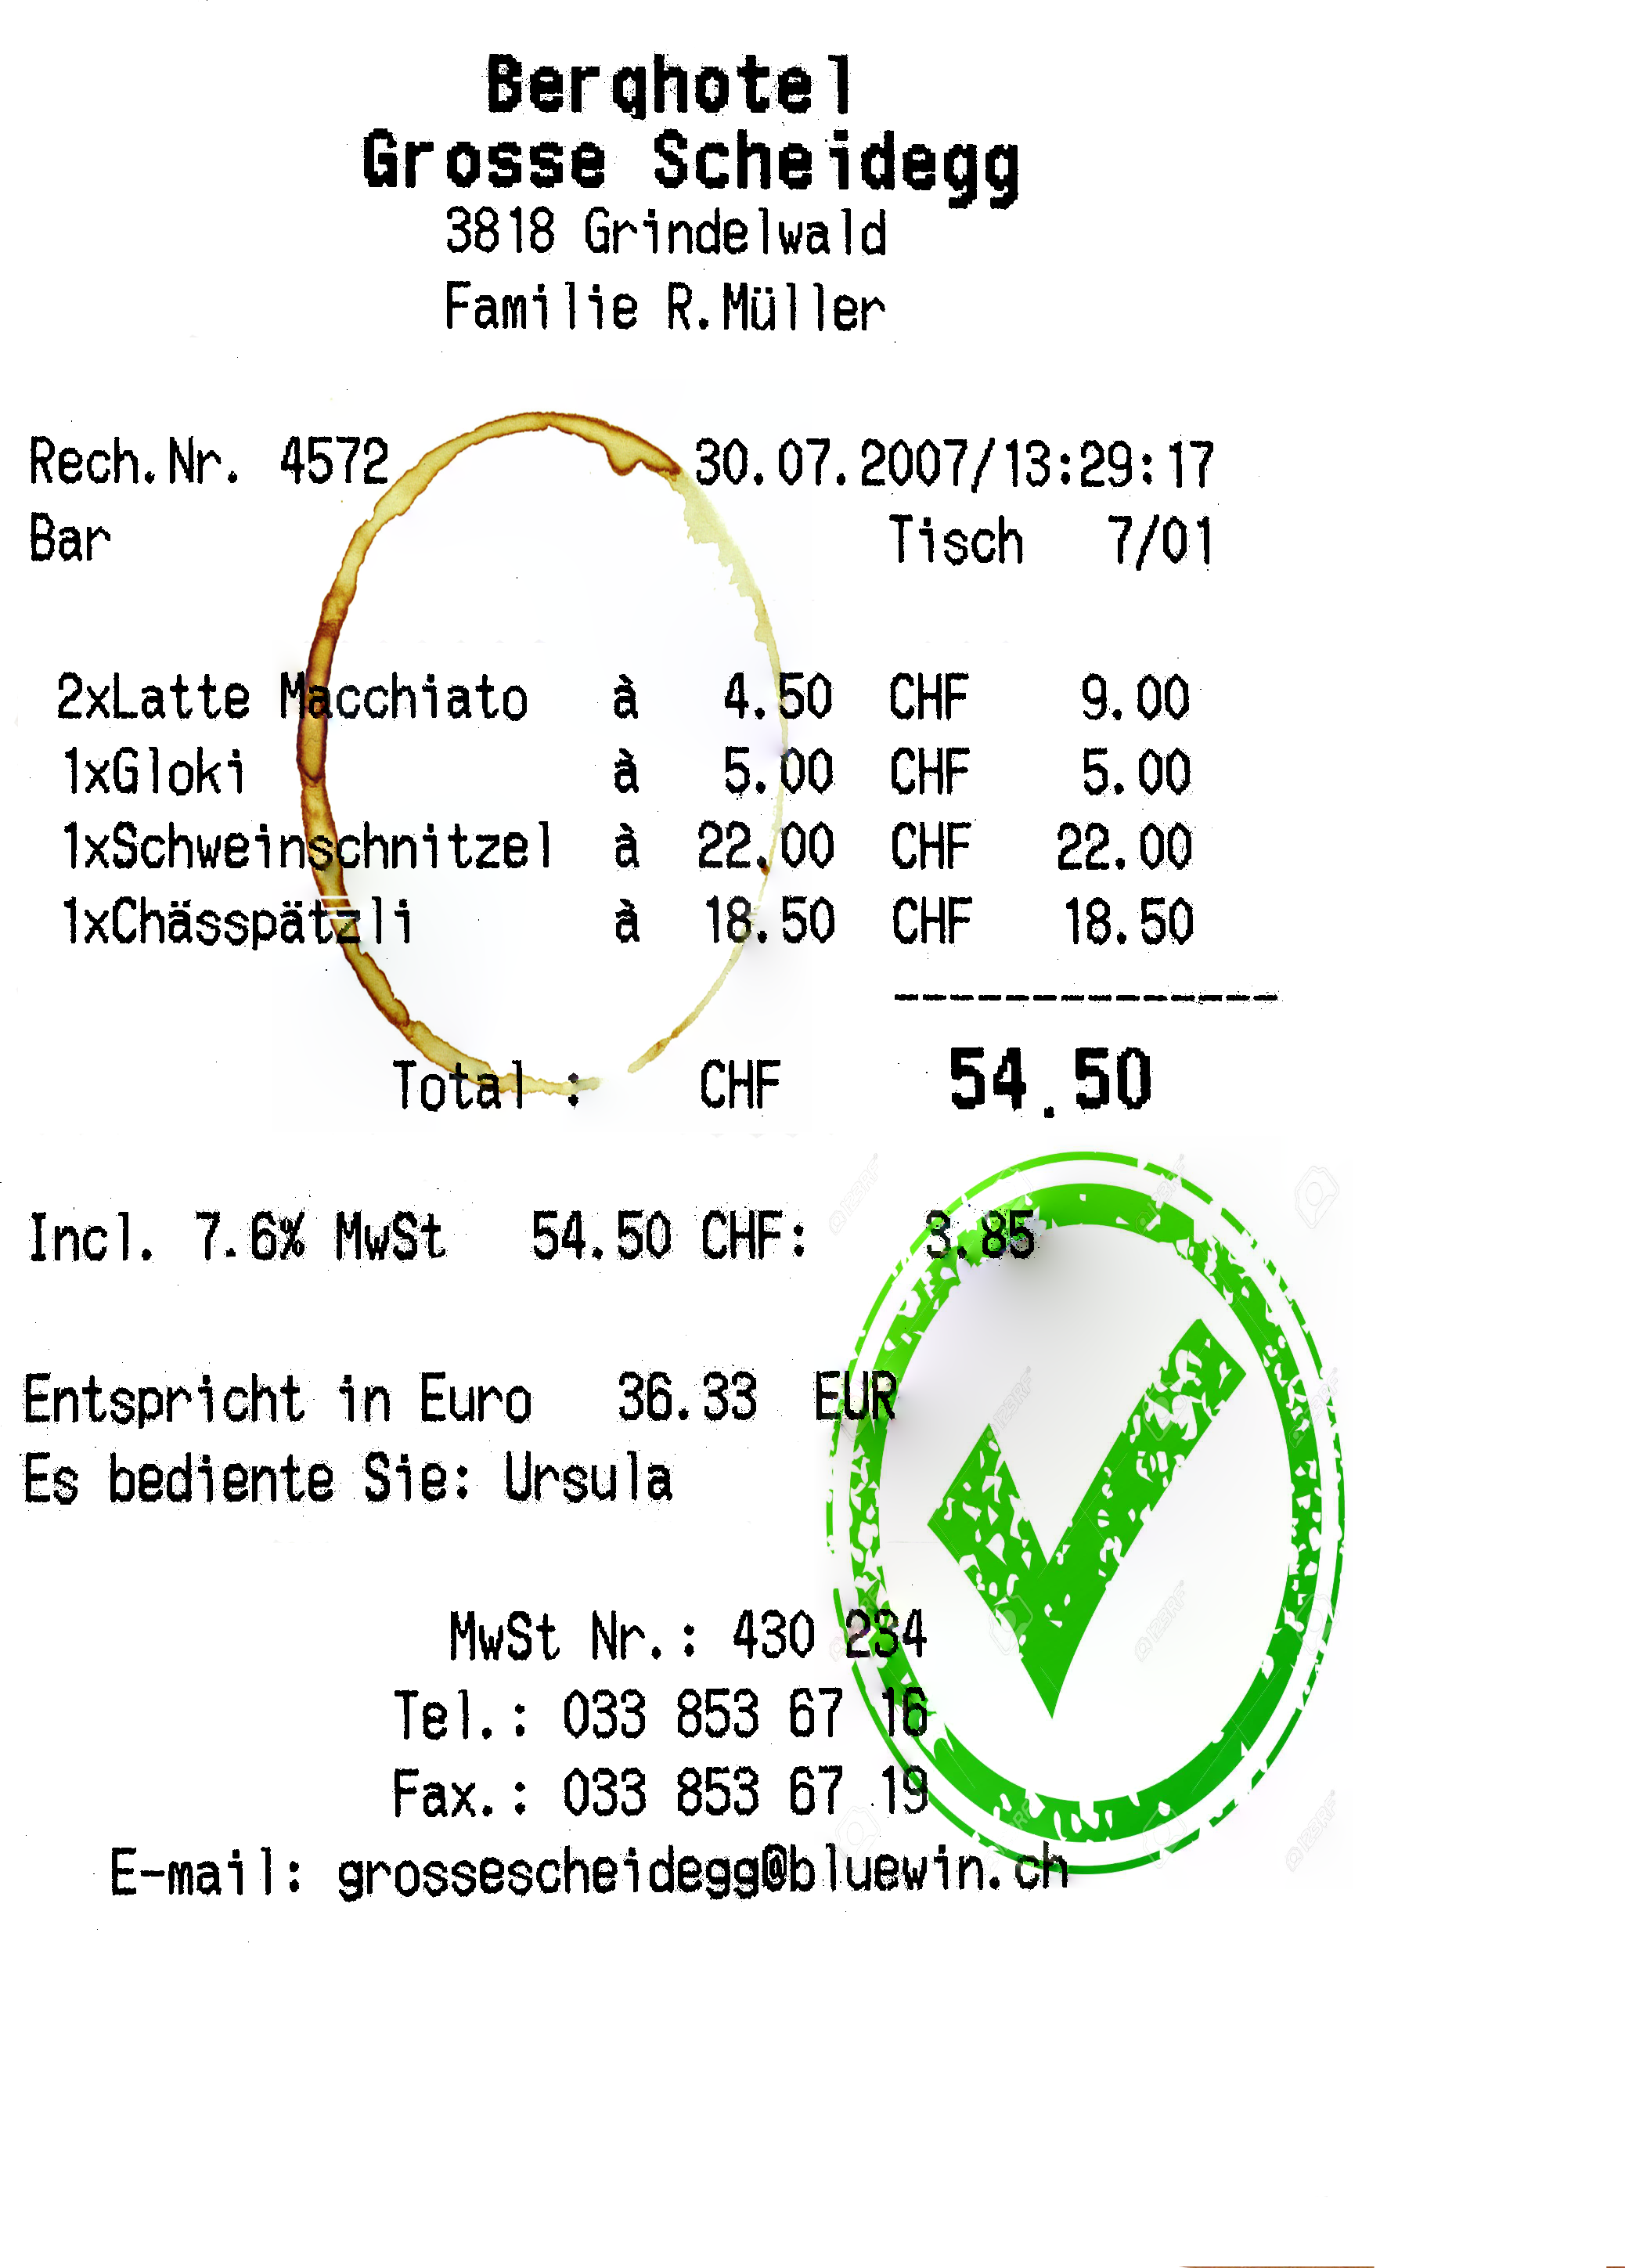 Berghotel
Grosse Scheidegg
3818 Grindelwald
Familie R.Müller
Rech.Nr. 4572 30.07.2007/13:29:17
Bar Tisch 7/01
2xLatte Macchiato à 4.50 CHF 9.00
1xGloki à 5.00 CHF 5.00
1xSchweinschnitzel à 22.00 CHF 22.00
1xChässpätzli à 18.50 CHF 18.50
Total : CHF 54.50
Incl. 7.6% MwSt 54.50 CHF: 3.85
Entspricht in Euro 36.33 EUR
Es bediente Sie: Ursula
MwSt Nr.: 430 234
Tel.: 033 853 67 16
Fax.: 033 853 67 19
E-mail: grossescheidegg@bluewin.ch